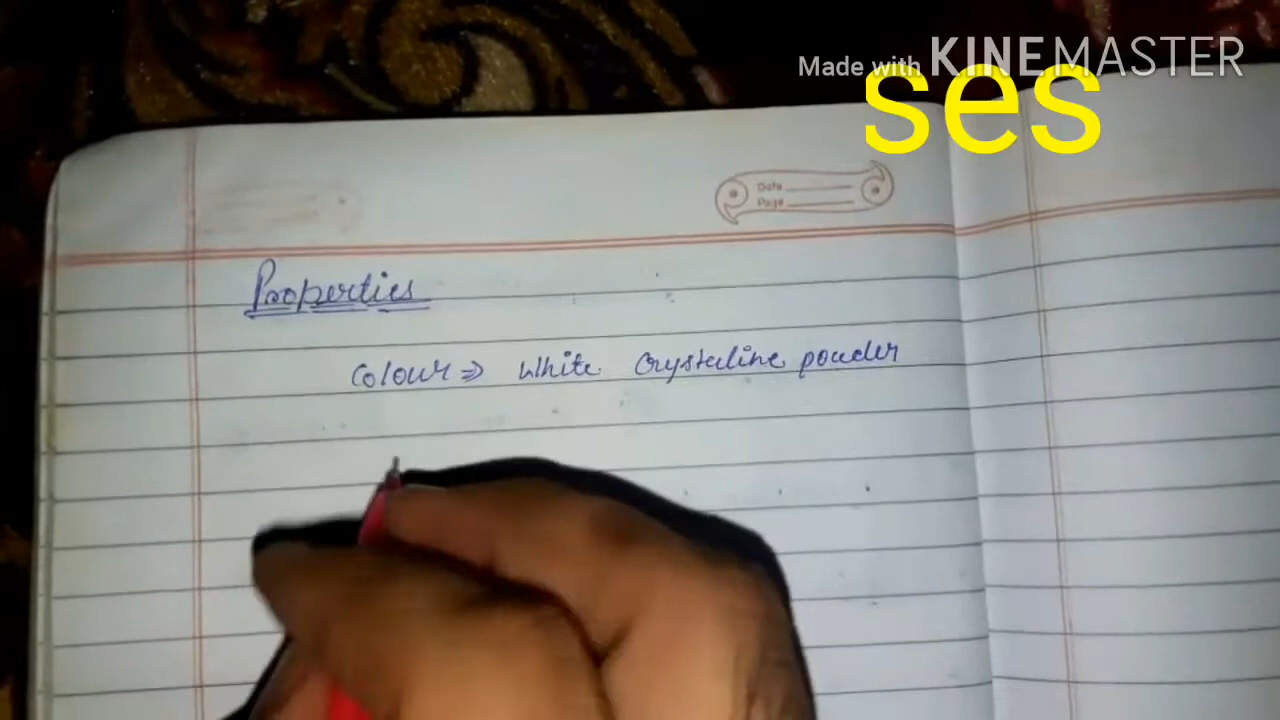 Made with KINEMASTER
ses
Date
Page
Properties
Colour => White Crystaline powder